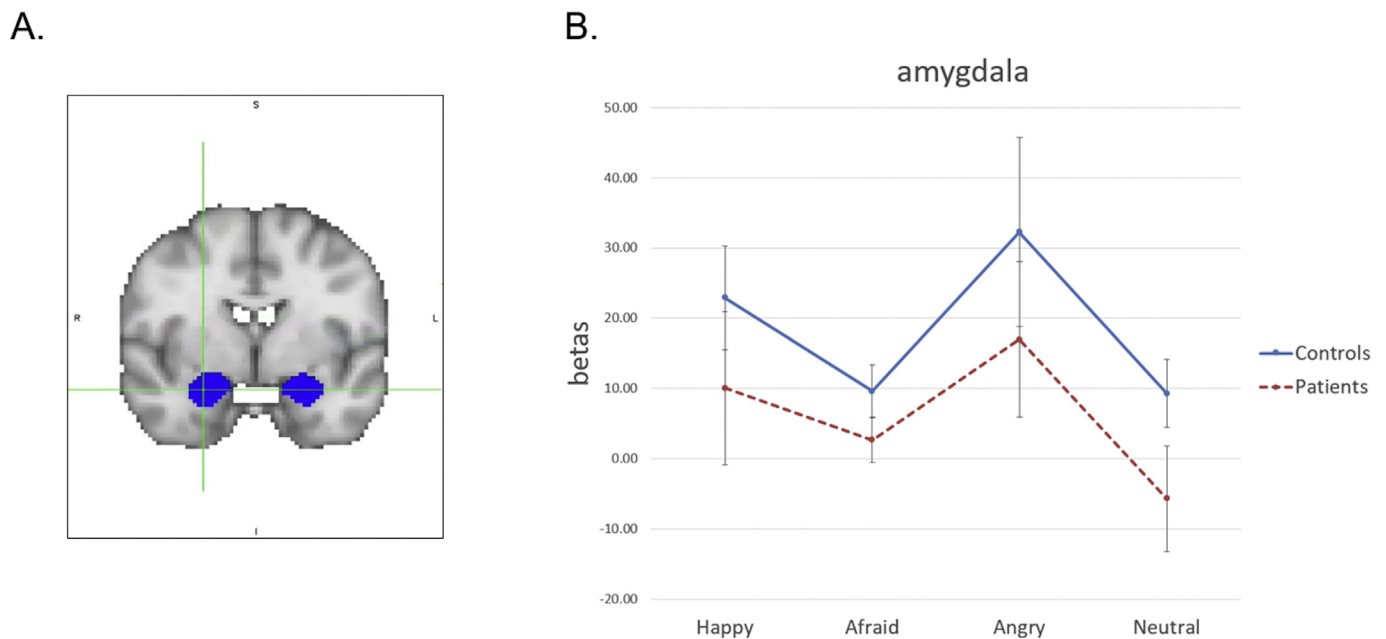 A.
S
R
L
I
B.
amygdala
betas
50.00
40.00
30.00
20.00
10.00
0.00
-10.00
-20.00
Happy Afraid Angry Neutral
Controls
Patients